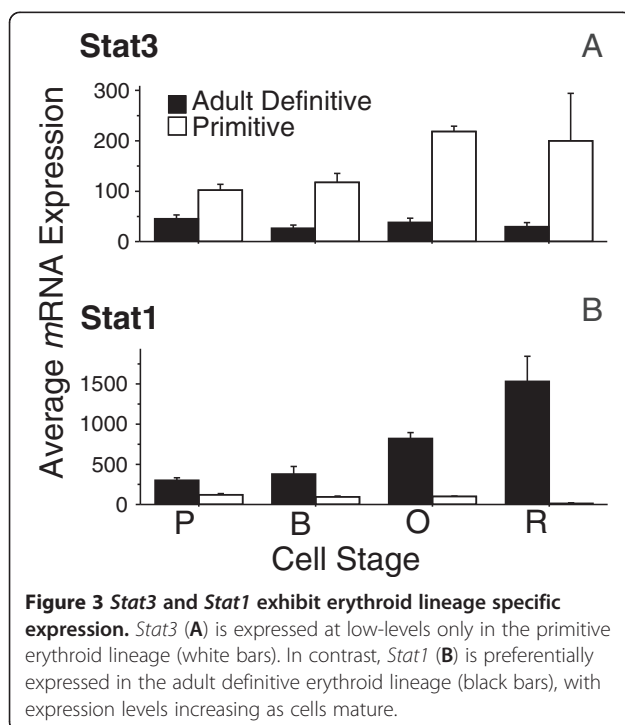 Stat3
A
300
200
100
0
Adult Definitive
Primitive
Average mRNA Expression
Stat1
B
1500
1000
500
0
P B O R
Cell Stage
Figure 3 Stat3 and Stat1 exhibit erythroid lineage specific
expression. Stat3 (A) is expressed at low-levels only in the primitive
erythroid lineage (white bars). In contrast, Stat1 (B) is preferentially
expressed in the adult definitive erythroid lineage (black bars), with
expression levels increasing as cells mature.